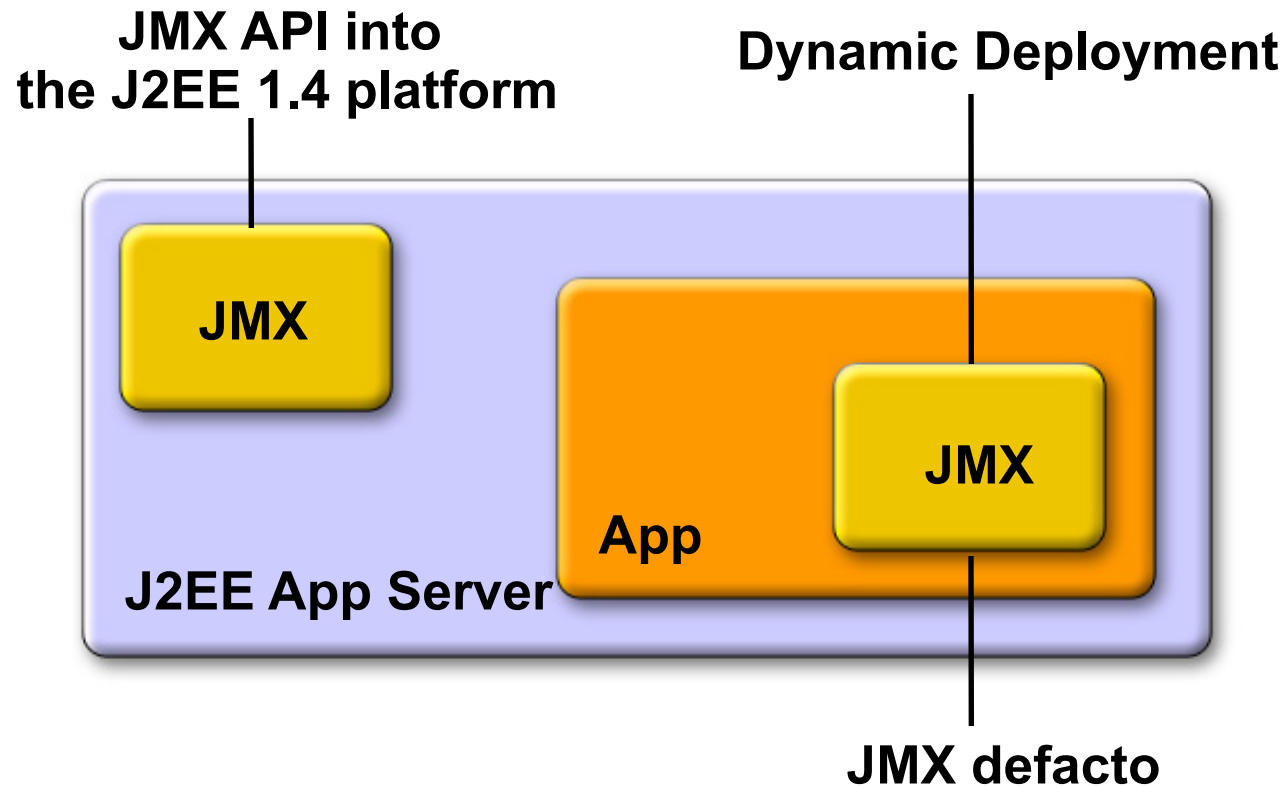 JMX API into
the J2EE 1.4 platform
Dynamic Deployment
JMX
JMX
App
J2EE App Server
JMX defacto